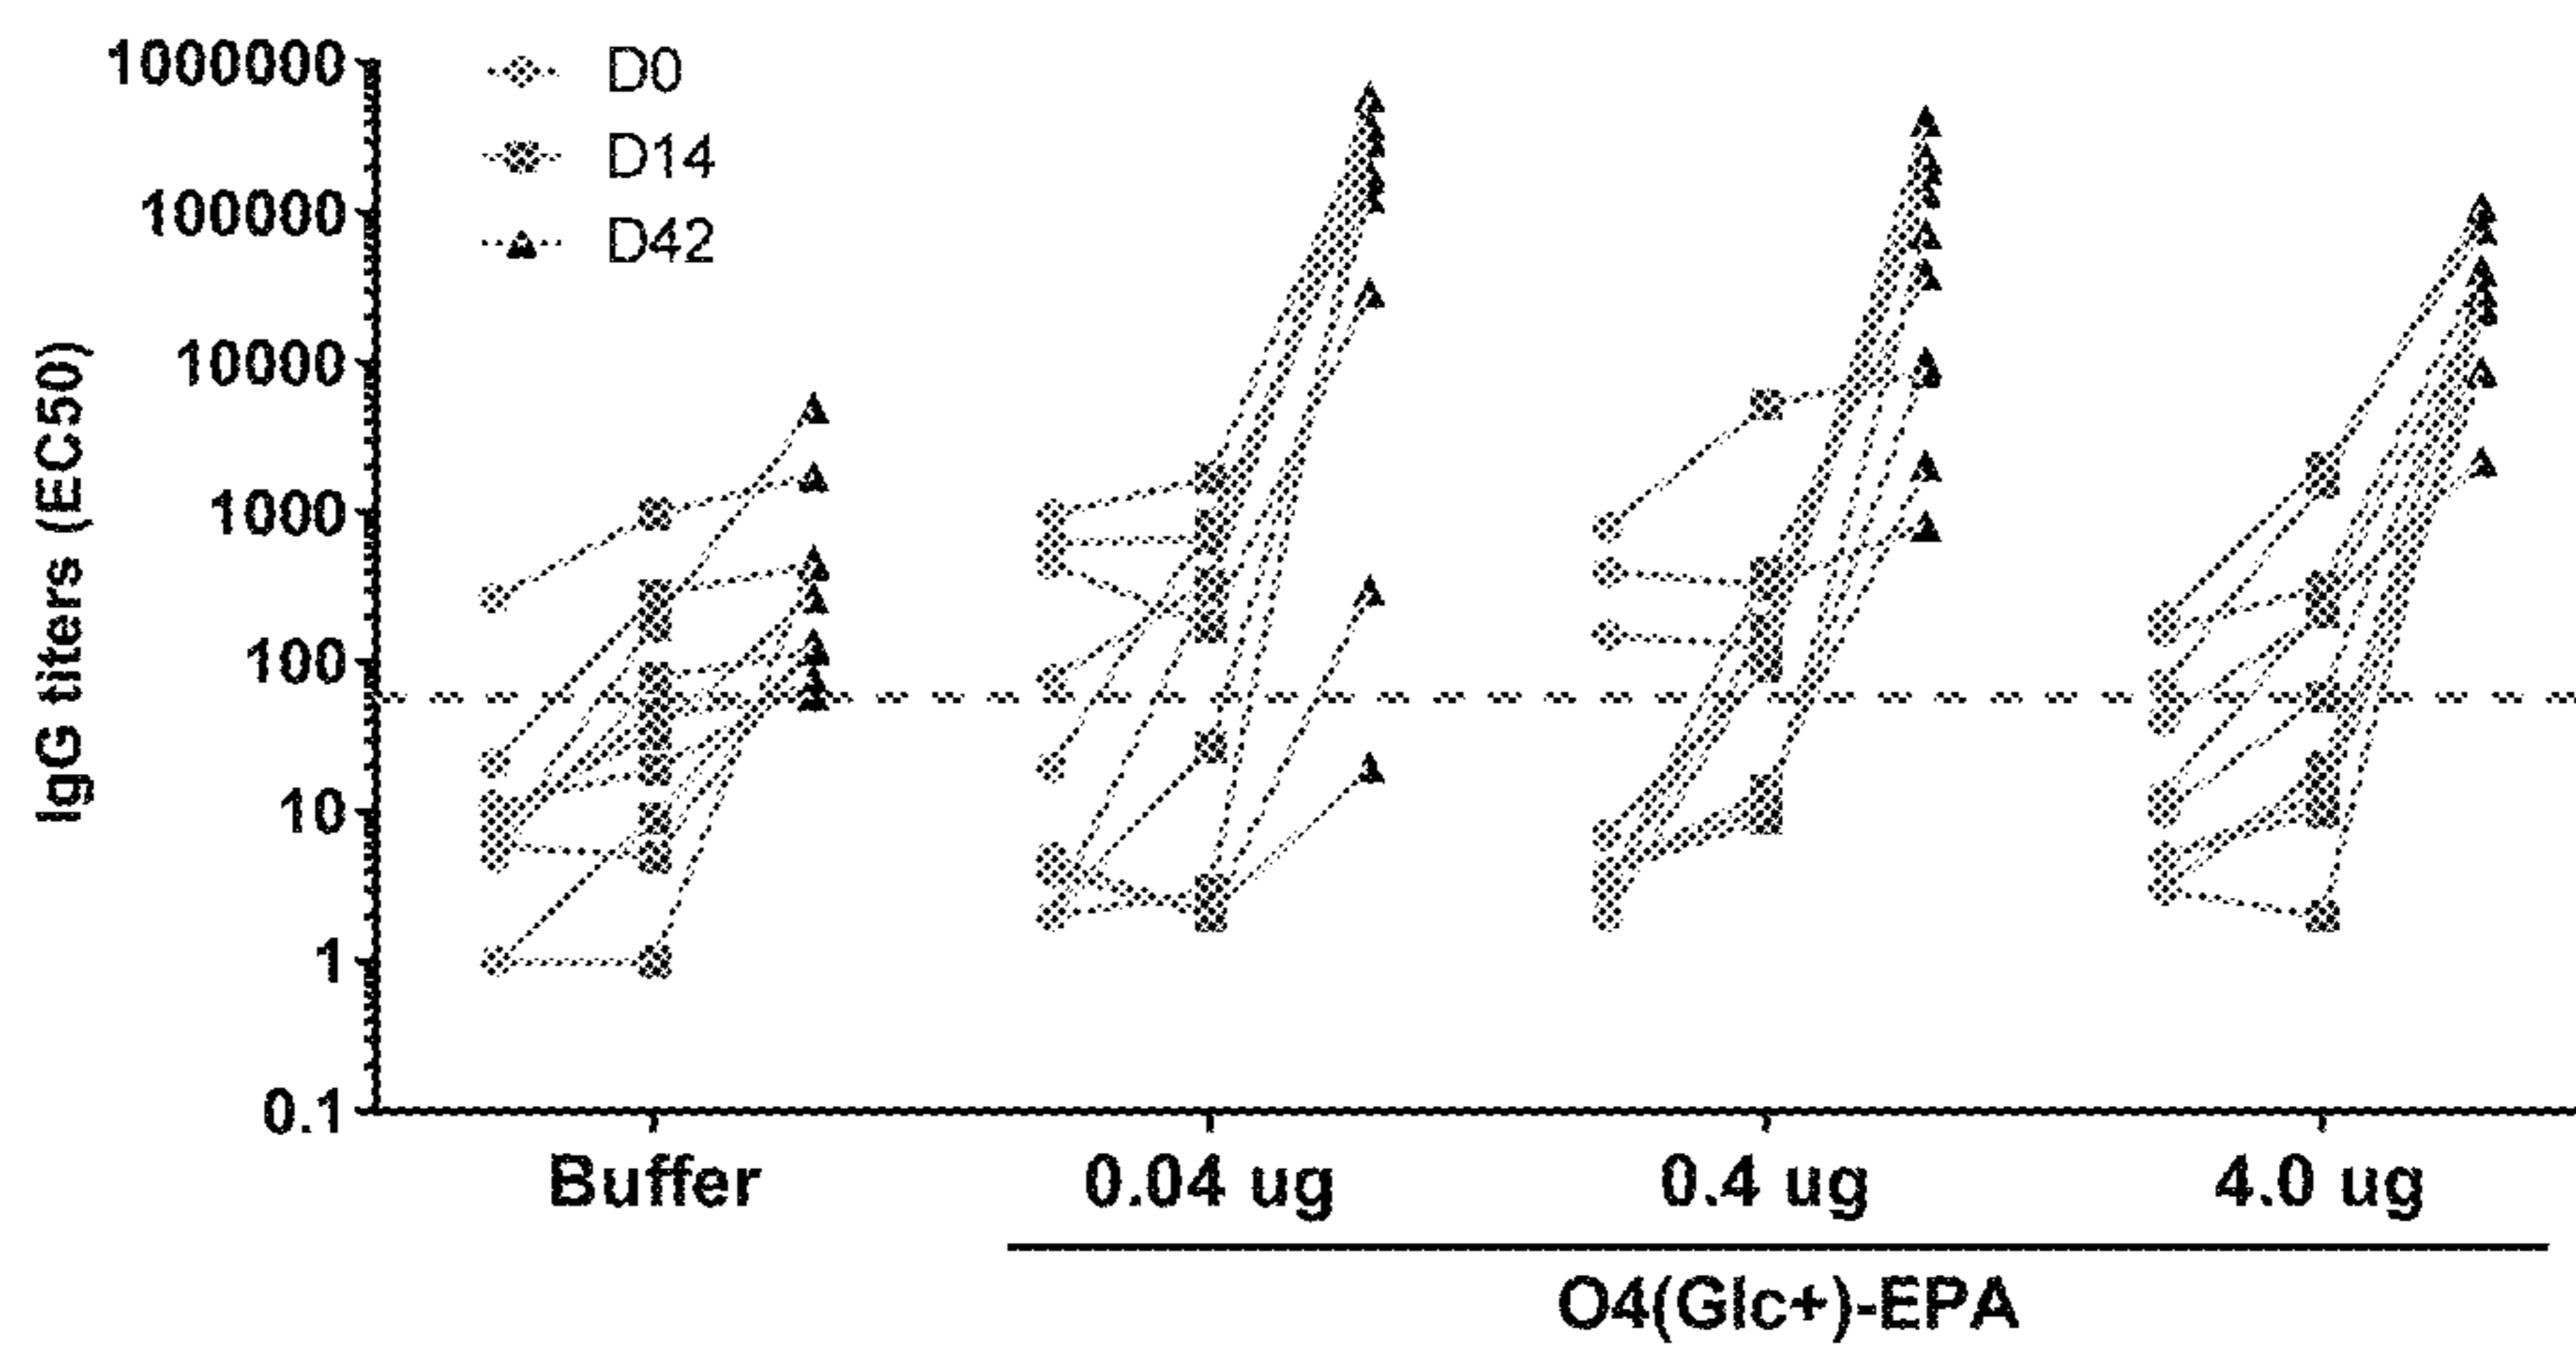 IgG titers (EC50)
1000000
100000
10000
1000
100
10
1
0.1
D0
D14
D42
Buffer
0.04 ug
0.4 ug
4.0 ug
O4(Glc+)-EPA